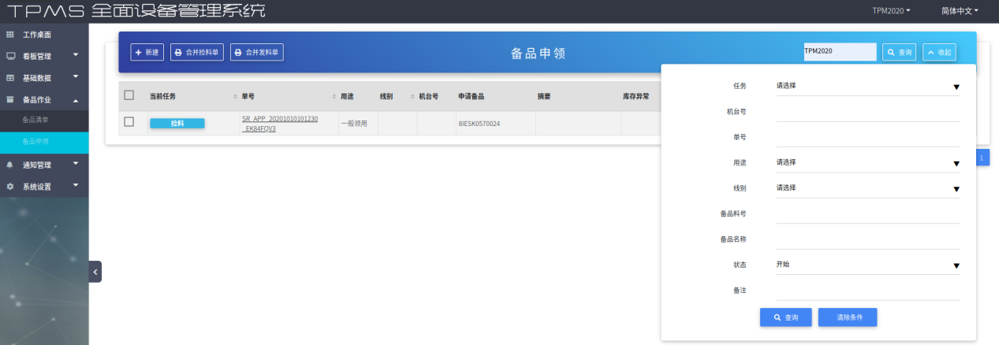 TPMS 全面设备管理系统
TPM2020
简体中文
工作桌面
看板管理
基础数据
备品作业
备品清单
备品申领
通知管理
系统设置
新建
合并捡料单
合并发料单
备品申领
TPM2020
查询
收起
当前任务
单号
用途
线别
机台号
申请备品
摘要
库存异常
捡料
SR_APP_20201010101230
_EK84FQV3
一般领用
8IESK0570024
任务
请选择
机台号
单号
用途
请选择
线别
请选择
备品料号
备品名称
状态
开始
备注
查询
清除条件
1